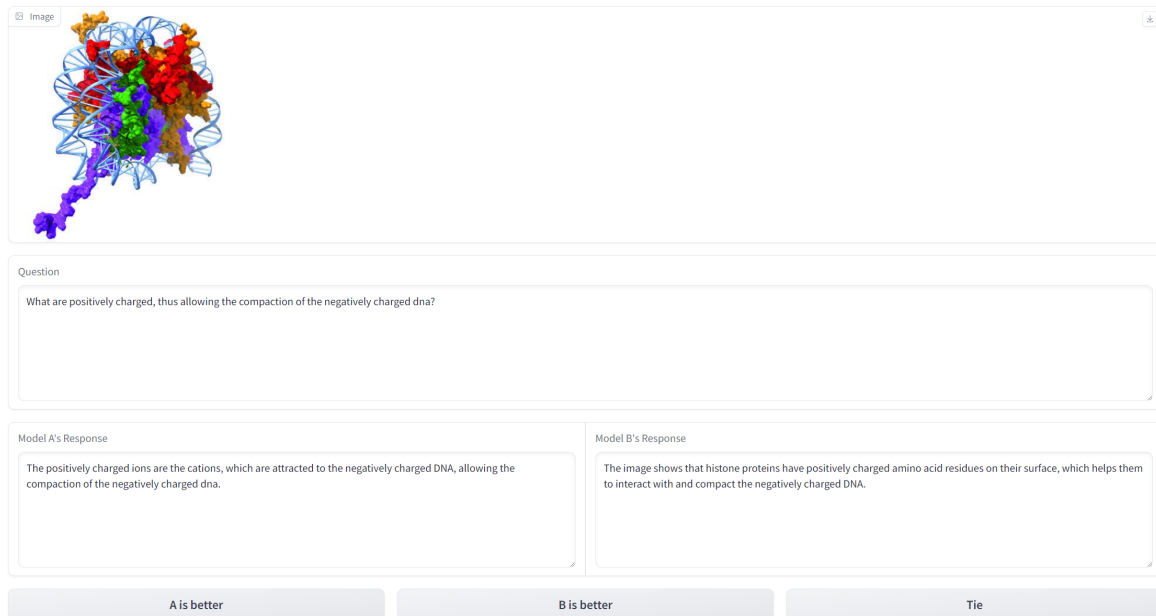 Image
Question
What are positively charged, thus allowing the compaction of the negatively charged dna?
Model A's Response
The positively charged ions are the cations, which are attracted to the negatively charged DNA, allowing the
compaction of the negatively charged dna.
Model B's Response
The image shows that histone proteins have positively charged amino acid residues on their surface, which helps them
to interact with and compact the negatively charged DNA.
A is better
B is better
Tie